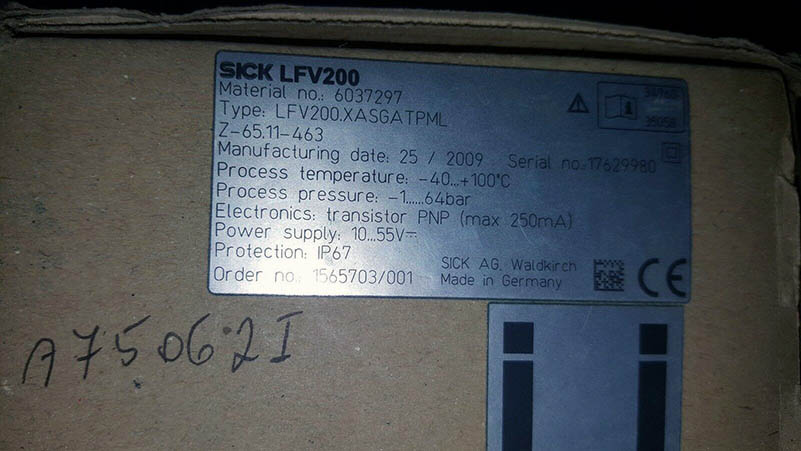 SICK LFV200
Material no.: 6037297
Type: LFV200.XASGATPML
Z-65.11-463
Manufacturing date: 25 / 2009 Serial no.:17629980
Process temperature: -40...+100°C
Process pressure: -1......64bar
Electronics: transistor PNP (max 250mA)
Power supply: 10...55V⎓
Protection: IP67
Order no.: 1565703/001
SICK AG, Waldkirch
Made in Germany
CE
A750621